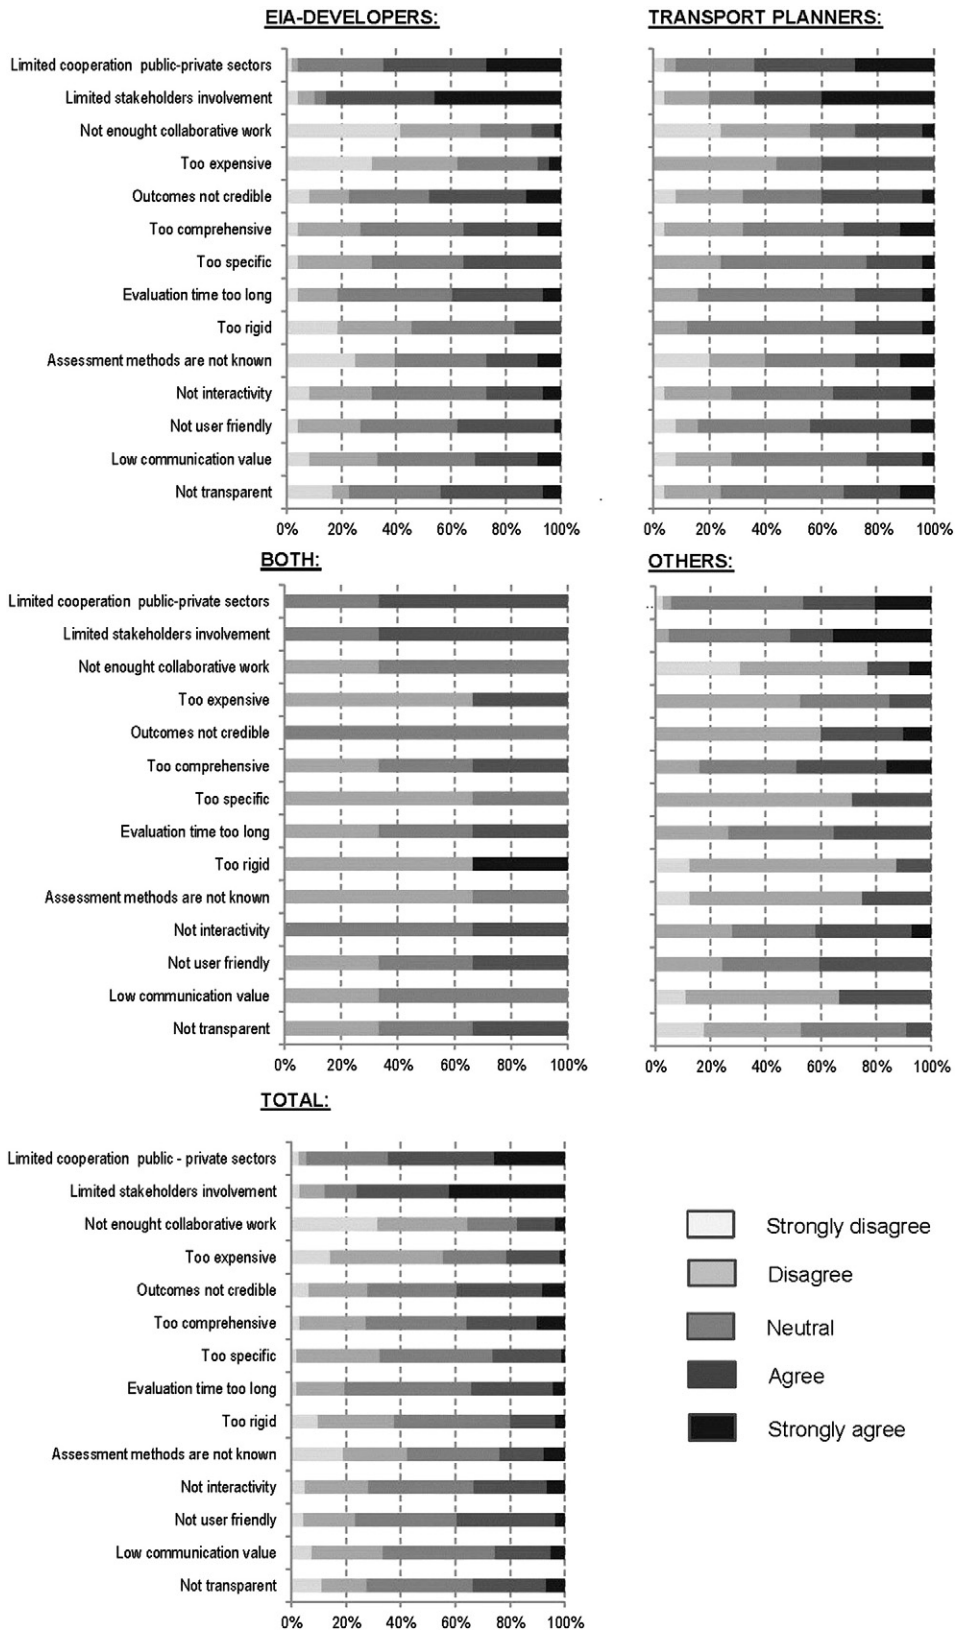 EIA-DEVELOPERS:
Limited cooperation public-private sectors
Limited stakeholders involvement
Not enought collaborative work
Too expensive
Outcomes not credible
Too comprehensive
Too specific
Evaluation time too long
Too rigid
Assessment methods are not known
Not interactivity
Not user friendly
Low communication value
Not transparent
0% 20% 40% 60% 80% 100%
TRANSPORT PLANNERS:
0% 20% 40% 60% 80% 100%
BOTH:
Limited cooperation public-private sectors
Limited stakeholders involvement
Not enought collaborative work
Too expensive
Outcomes not credible
Too comprehensive
Too specific
Evaluation time too long
Too rigid
Assessment methods are not known
Not interactivity
Not user friendly
Low communication value
Not transparent
0% 20% 40% 60% 80% 100%
OTHERS:
0% 20% 40% 60% 80% 100%
TOTAL:
Limited cooperation public - private sectors
Limited stakeholders involvement
Not enought collaborative work
Too expensive
Outcomes not credible
Too comprehensive
Too specific
Evaluation time too long
Too rigid
Assessment methods are not known
Not interactivity
Not user friendly
Low communication value
Not transparent
0% 20% 40% 60% 80% 100%
Strongly disagree
Disagree
Neutral
Agree
Strongly agree